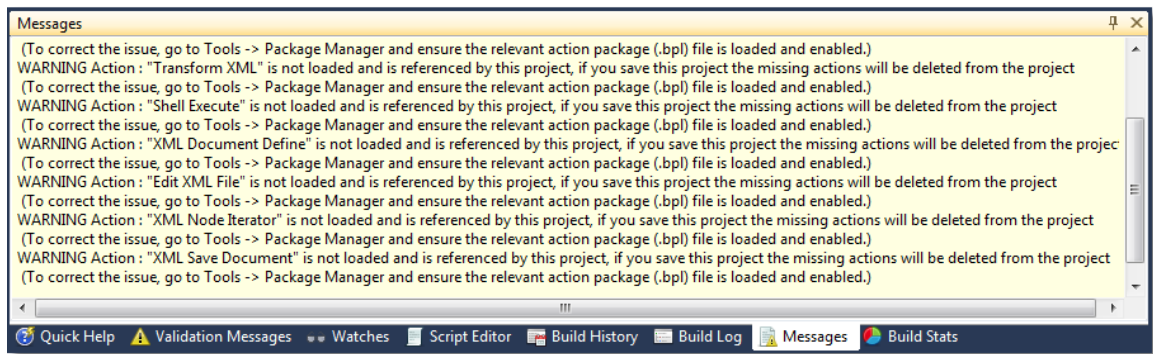 Messages
(To correct the issue, go to Tools -> Package Manager and ensure the relevant action package (.bpl) file is loaded and enabled.)
WARNING Action : "Transform XML" is not loaded and is referenced by this project, if you save this project the missing actions will be deleted from the project
(To correct the issue, go to Tools -> Package Manager and ensure the relevant action package (.bpl) file is loaded and enabled.)
WARNING Action : "Shell Execute" is not loaded and is referenced by this project, if you save this project the missing actions will be deleted from the project
(To correct the issue, go to Tools -> Package Manager and ensure the relevant action package (.bpl) file is loaded and enabled.)
WARNING Action : "XML Document Define" is not loaded and is referenced by this project, if you save this project the missing actions will be deleted from the projec
(To correct the issue, go to Tools -> Package Manager and ensure the relevant action package (.bpl) file is loaded and enabled.)
WARNING Action : "Edit XML File" is not loaded and is referenced by this project, if you save this project the missing actions will be deleted from the project
(To correct the issue, go to Tools -> Package Manager and ensure the relevant action package (.bpl) file is loaded and enabled.)
WARNING Action : "XML Node Iterator" is not loaded and is referenced by this project, if you save this project the missing actions will be deleted from the project
(To correct the issue, go to Tools -> Package Manager and ensure the relevant action package (.bpl) file is loaded and enabled.)
WARNING Action : "XML Save Document" is not loaded and is referenced by this project, if you save this project the missing actions will be deleted from the project
(To correct the issue, go to Tools -> Package Manager and ensure the relevant action package (.bpl) file is loaded and enabled.)
Quick Help Validation Messages Watches Script Editor Build History Build Log Messages Build Stats